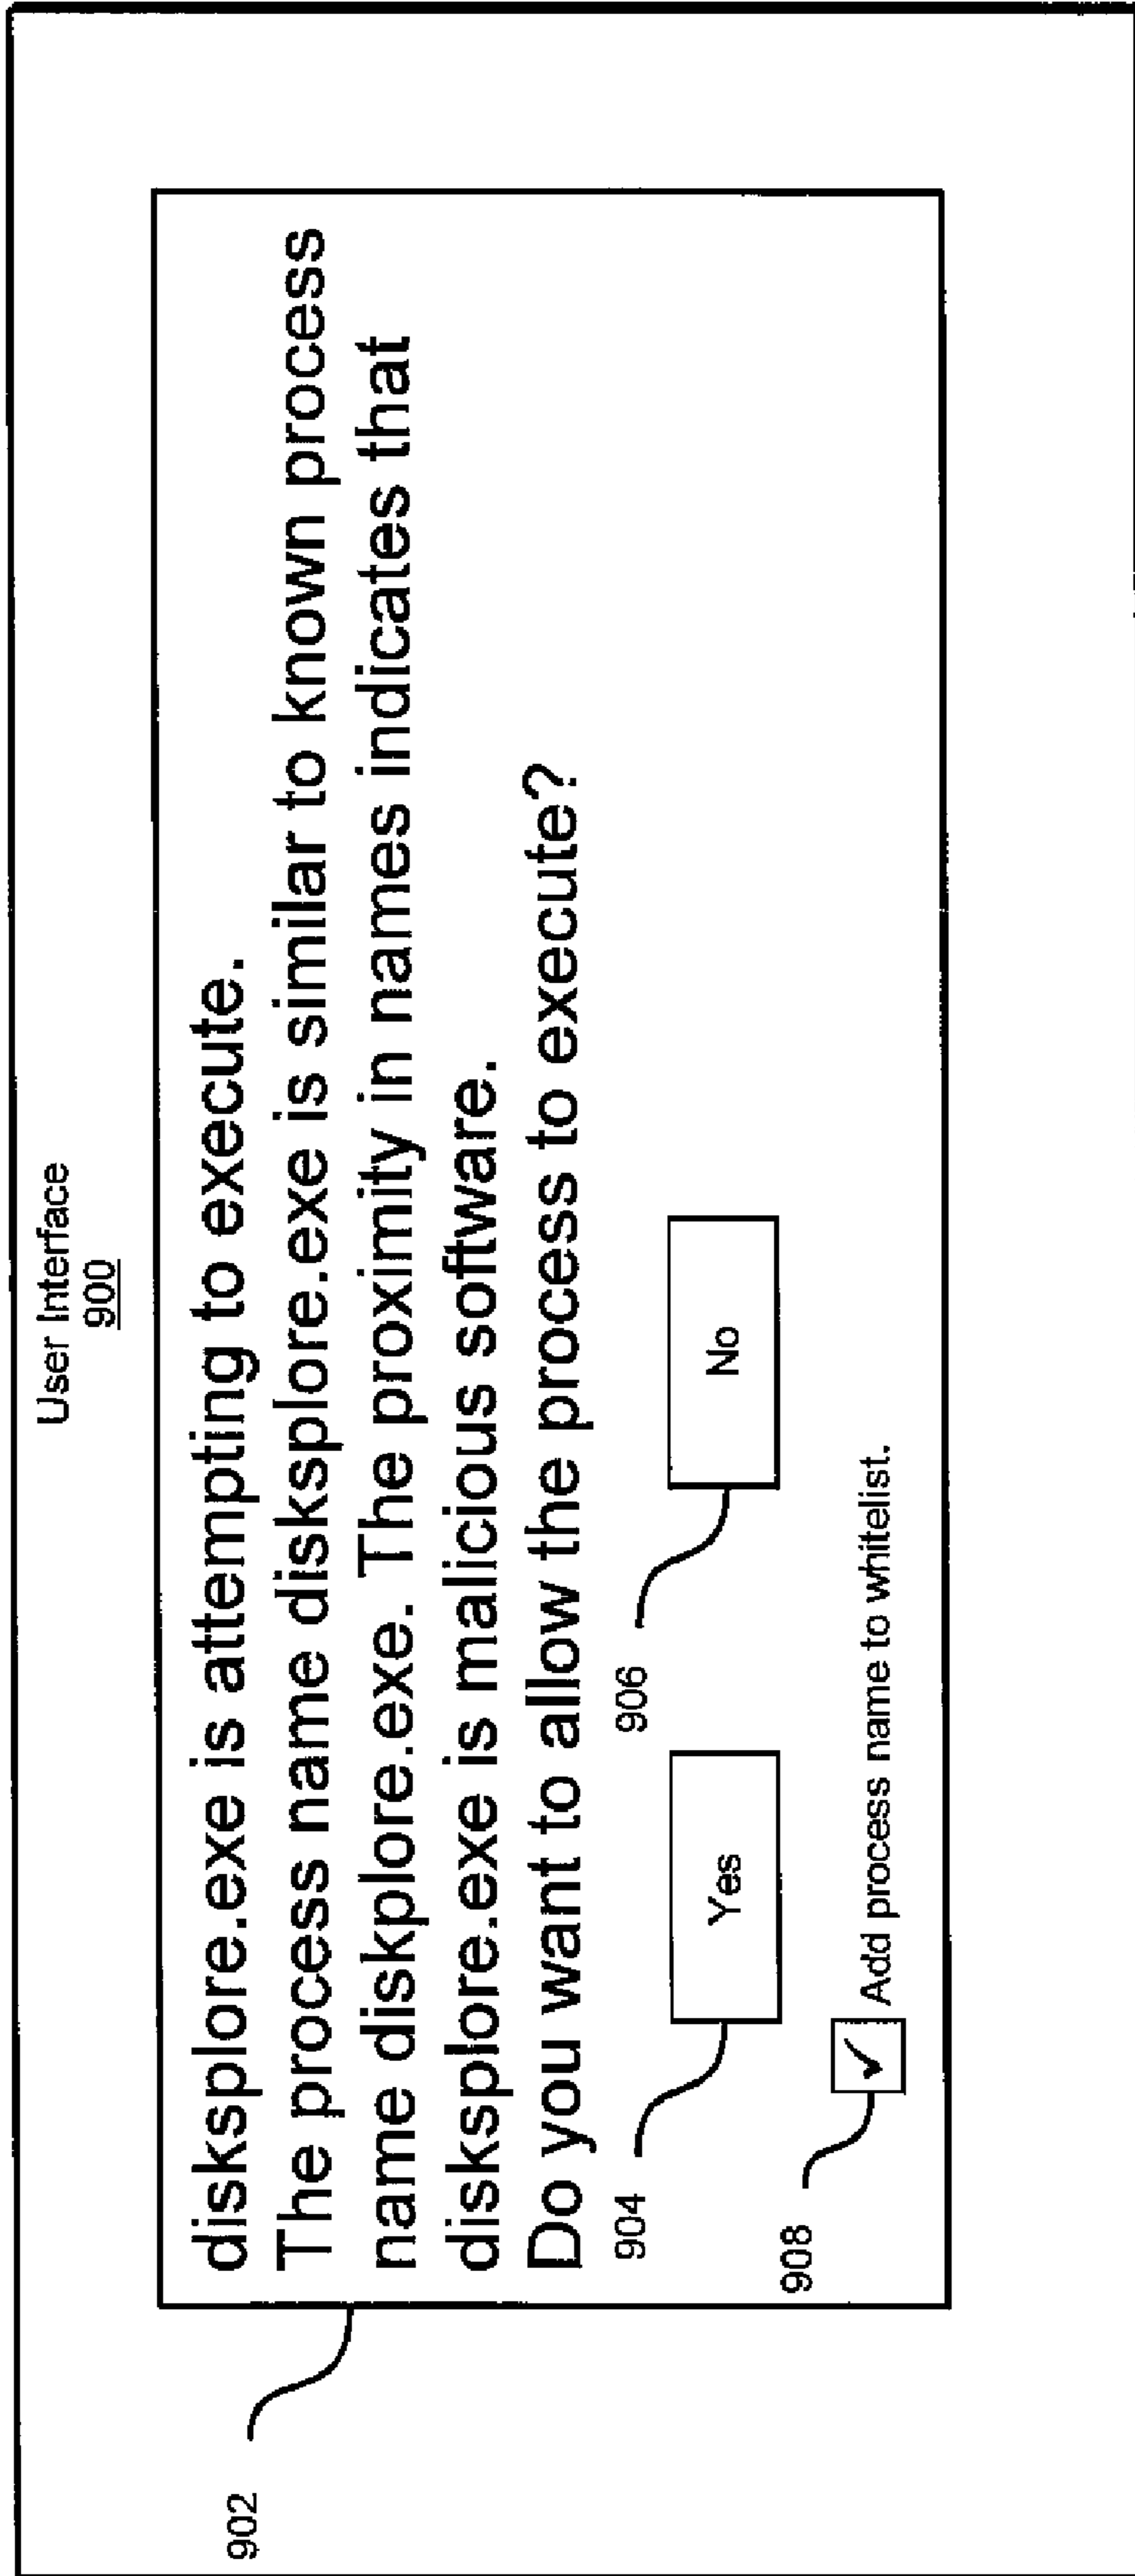 User Interface
900
902
disksplore.exe is attempting to execute.
The process name disksplore.exe is similar to known process
name diskplore.exe. The proximity in names indicates that
disksplore.exe is malicious software.
Do you want to allow the process to execute?
904
Yes
906
No
908
Add process name to whitelist.